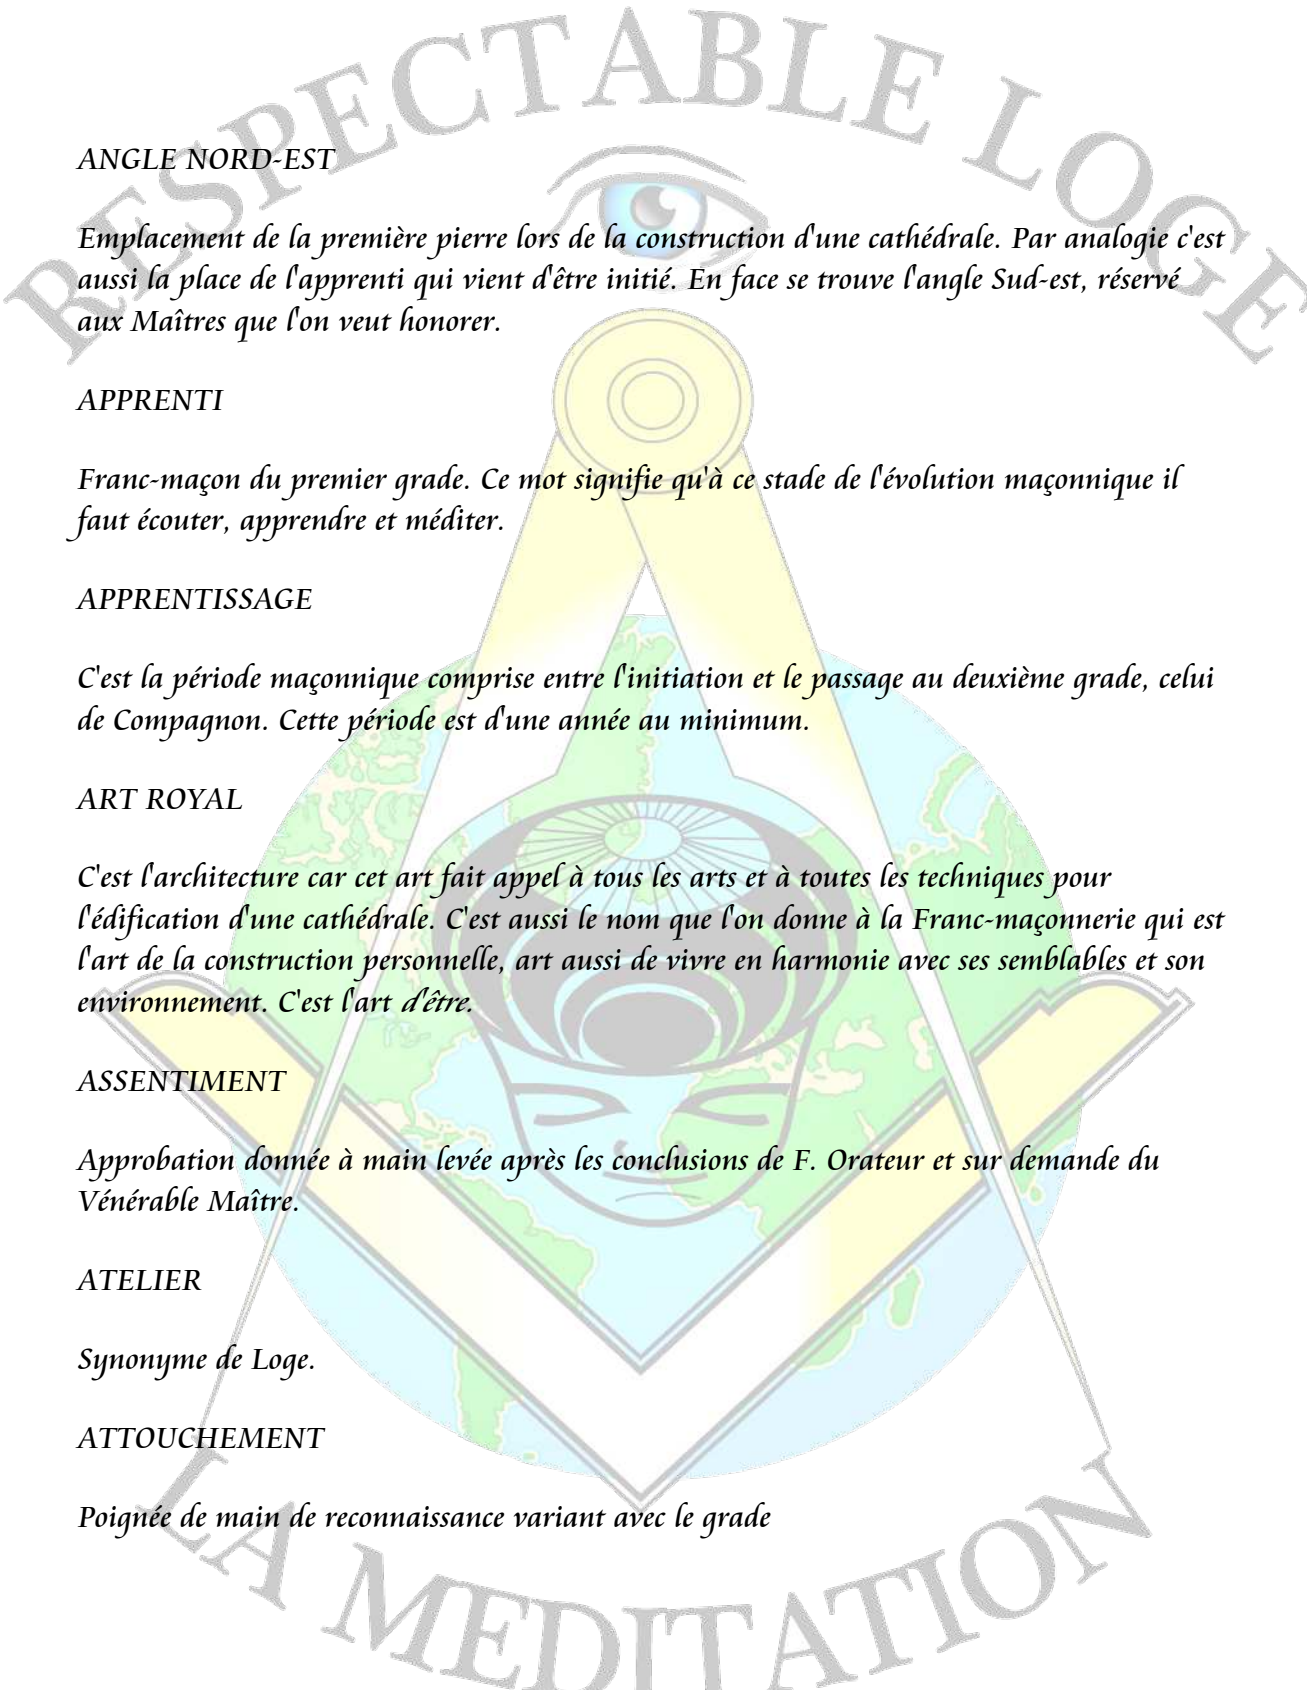 RESPECTABLE LOGE
ANGLE NORD-EST
Emplacement de la première pierre lors de la construction d'une cathédrale. Par analogie c'est
aussi la place de l'apprenti qui vient d'être initié. En face se trouve l'angle Sud-est, réservé
aux Maîtres que l'on veut honorer.
APPRENTI
Franc-maçon du premier grade. Ce mot signifie qu'à ce stade de l'évolution maçonnique il
faut écouter, apprendre et méditer.
APPRENTISSAGE
C'est la période maçonnique comprise entre l'initiation et le passage au deuxième grade, celui
de Compagnon. Cette période est d'une année au minimum.
ART ROYAL
C'est l'architecture car cet art fait appel à tous les arts et à toutes les techniques pour
l'édification d'une cathédrale. C'est aussi le nom que l'on donne à la Franc-maçonnerie qui est
l'art de la construction personnelle, art aussi de vivre en harmonie avec ses semblables et son
environnement. C'est l'art d'être.
ASSENTIMENT
Approbation donnée à main levée après les conclusions de F. Orateur et sur demande du
Vénérable Maître.
ATELIER
Synonyme de Loge.
ATTOUCHEMENT
Poignée de main de reconnaissance variant avec le grade
LA MEDITATION